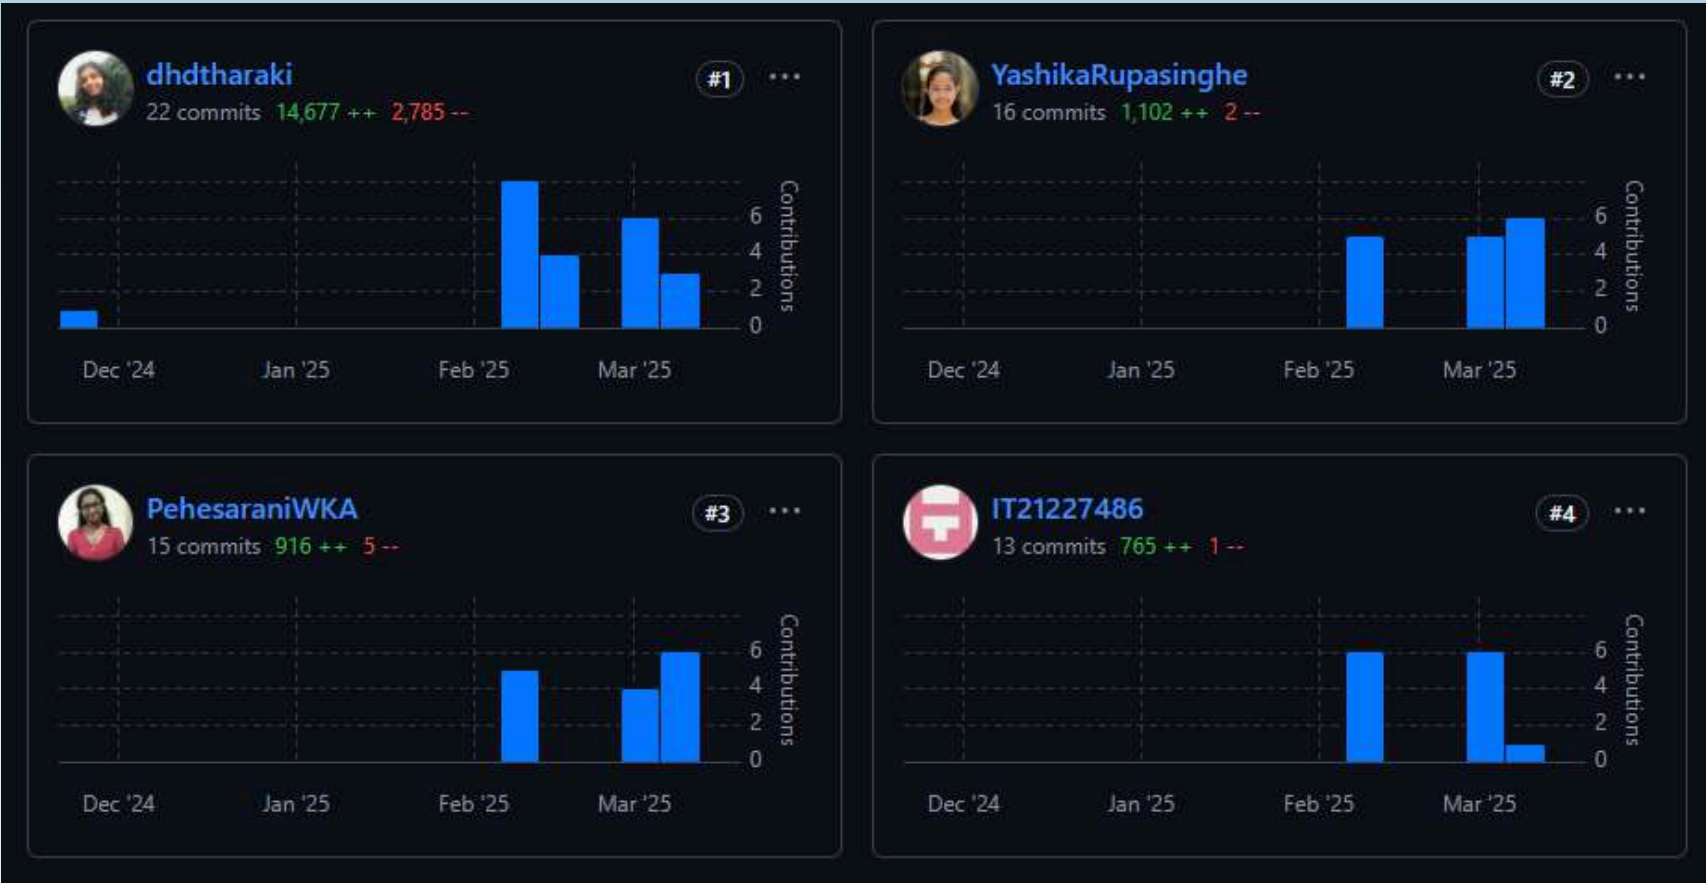 dhdtharaki
#1
...
22 commits 14,677 ++ 2,785 --
6
4
2
0
Contributions
Dec '24 Jan '25 Feb '25 Mar '25
YashikaRupasinghe
#2
...
16 commits 1,102 ++ 2 --
6
4
2
0
Contributions
Dec '24 Jan '25 Feb '25 Mar '25
PehesaraniWKA
#3
...
15 commits 916 ++ 5 --
6
4
2
0
Contributions
Dec '24 Jan '25 Feb '25 Mar '25
IT21227486
#4
...
13 commits 765 ++ 1 --
6
4
2
0
Contributions
Dec '24 Jan '25 Feb '25 Mar '25